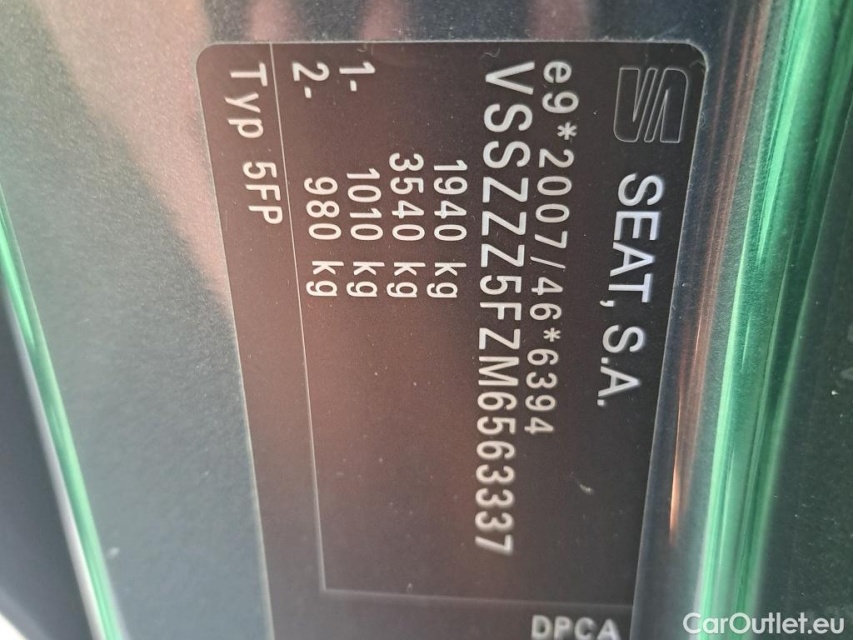 SEAT, S.A.
e9*2007/46*6394
VSSZZZ5FZM6563337
1940 kg
3540 kg
1- 1010 kg
2- 980 kg
Typ 5FP
DPCA
CarOutlet.eu